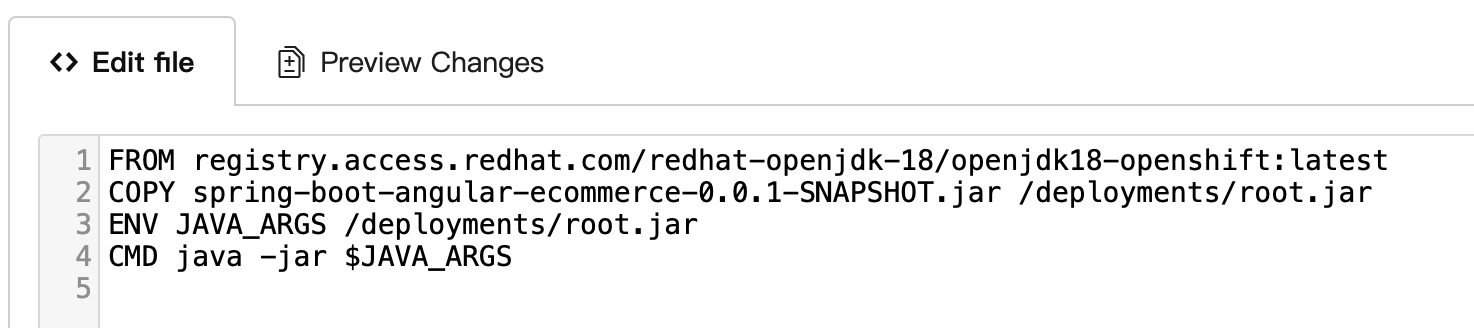 <> Edit file
Preview Changes
1 FROM registry.access.redhat.com/redhat-openjdk-18/openjdk18-openshift:latest
2 COPY spring-boot-angular-ecommerce-0.0.1-SNAPSHOT.jar /deployments/root.jar
3 ENV JAVA_ARGS /deployments/root.jar
4 CMD java -jar $JAVA_ARGS
5